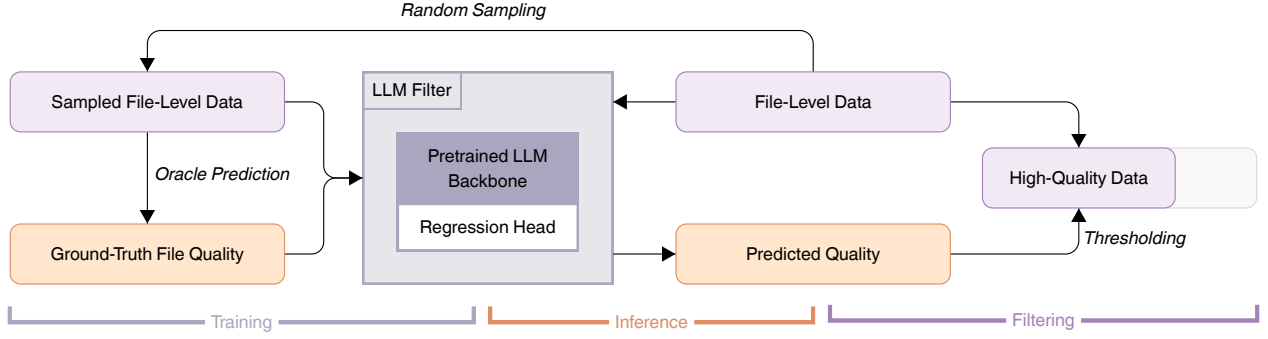 Random Sampling
Sampled File-Level Data
LLM Filter
File-Level Data
Oracle Prediction
Pretrained LLM
Backbone
High-Quality Data
Regression Head
Ground-Truth File Quality
Predicted Quality
Thresholding
Training
Inference
Filtering